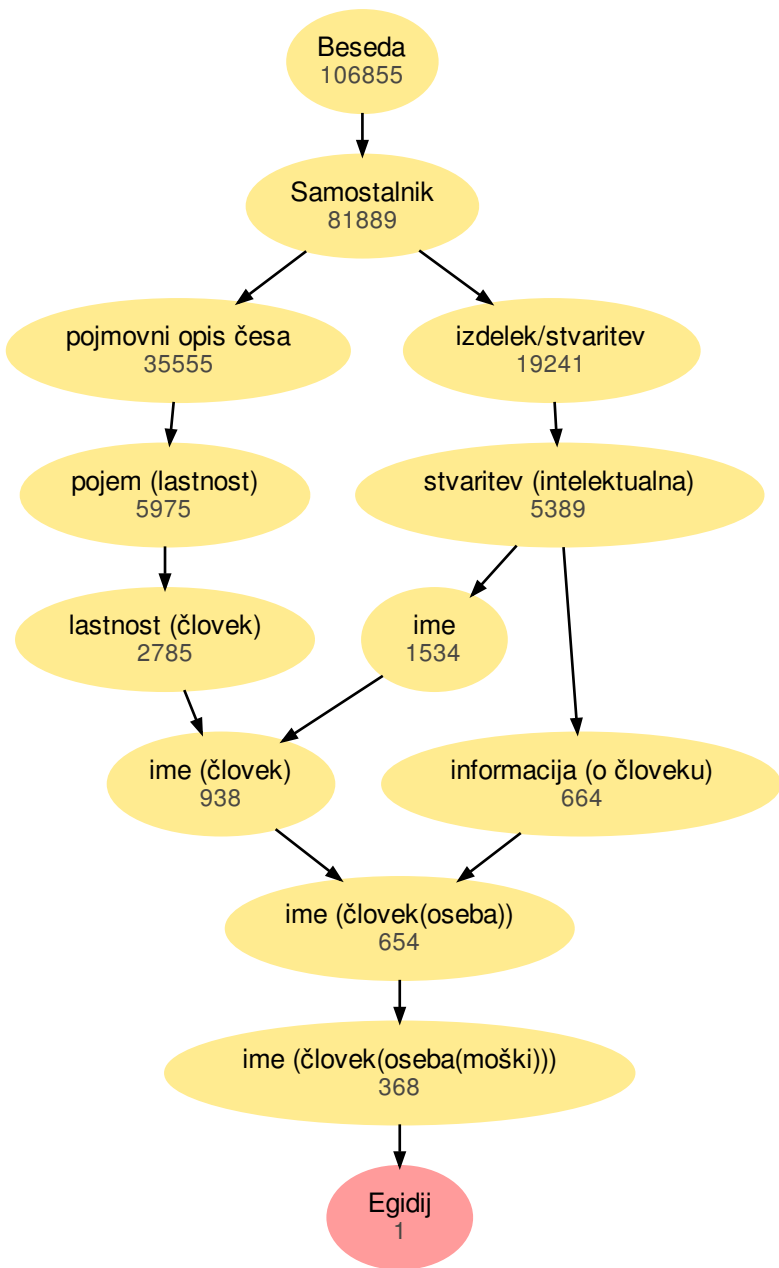 Beseda
106855
Samostalnik
81889
pojmovni opis česa
35555
izdelek/stvaritev
19241
pojem (lastnost)
5975
stvaritev (intelektualna)
5389
lastnost (človek)
2785
ime
1534
ime (človek)
938
informacija (o človeku)
664
ime (človek(oseba))
654
ime (človek(oseba(moški)))
368
Egidij
1